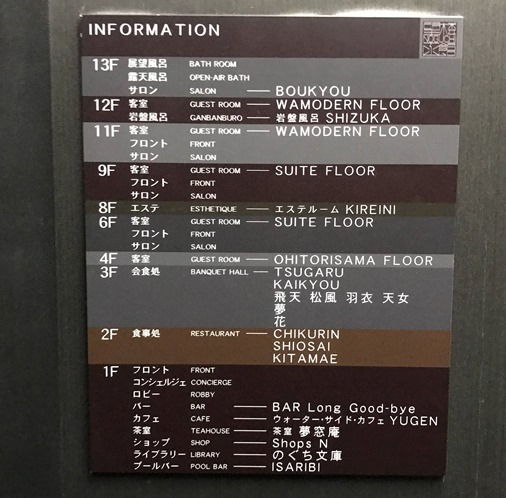 INFORMATION
13F 展望風呂 BATH ROOM
露天風呂 OPEN-AIR BATH
サロン SALON BOUKYOU
12F 客室 GUEST ROOM WAMODERN FLOOR
岩盤風呂 GANBANBURO 岩盤風呂 SHIZUKA
11F 客室 GUEST ROOM WAMODERN FLOOR
フロント FRONT
サロン SALON
9F 客室 GUEST ROOM SUITE FLOOR
フロント FRONT
サロン SALON
8F エステ ESTHETIQUE エステルーム KIREINI
6F 客室 GUEST ROOM SUITE FLOOR
フロント FRONT
サロン SALON
4F 客室 GUEST ROOM OHITORISAMA FLOOR
3F 会食処 BANQUET HALL TSUGARU
KAIKYOU
飛天 松風 羽衣 天女
夢
花
2F 食事処 RESTAURANT CHIKURIN
SHIOSAI
KITAMAE
1F フロント FRONT
コンシェルジェ CONCIERGE
ロビー ROBBY
バー BAR BAR Long Good-bye
カフェ CAFE ウォーター・サイド・カフェ YUGEN
茶室 TEAHOUSE 茶室 夢窓庵
ショップ SHOP Shops N
ライブラリー LIBRARY のぐち文庫
プールバー POOL BAR ISARIBI